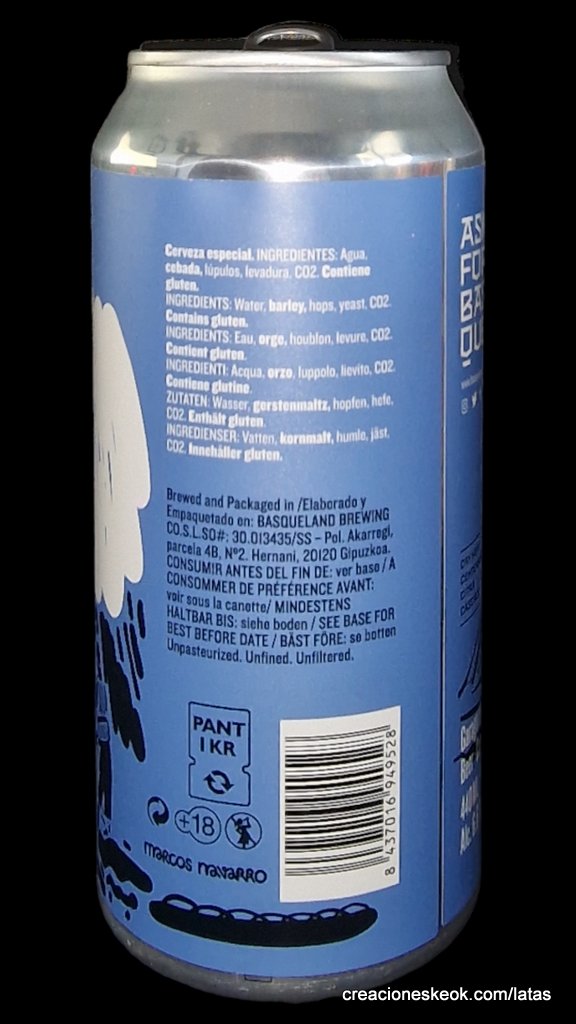 Cerveza especial. INGREDIENTES: Agua,
cebada, lúpulos, levadura, CO2. Contiene
gluten.
INGREDIENTS: Water, barley, hops, yeast, CO2.
Contains gluten.
INGRÉDIENTS: Eau, orge, houblon, levure, CO2.
Contient gluten.
INGREDIENTI: Acqua, orzo, luppolo, lievito, CO2.
Contiene glutine.
ZUTATEN: Wasser, gerstenmaltz, hopfen, hefe,
CO2. Enthält gluten.
INGREDIENSER: Vatten, kornmalt, humle, jäst,
CO2. Innehåller gluten.
Brewed and Packaged in /Elaborado y
Empaquetado en: BASQUELAND BREWING
CO.S.L.SO#: 30.013435/SS – Pol. Akarregi,
parcela 4B, Nº2. Hernani, 20120 Gipuzkoa.
CONSUMIR ANTES DEL FIN DE: ver base / A
CONSOMMER DE PRÉFÉRENCE AVANT:
voir sous la canette/ MINDESTENS
HALTBAR BIS: siehe boden / SEE BASE FOR
BEST BEFORE DATE / BÄST FÖRE: se botten
Unpasteurized. Unfined. Unfiltered.
PANT
1 KR
+18
marcos navarro
8 437016 949528
AS
FO
BA
QU
creacioneskeok.com/latas